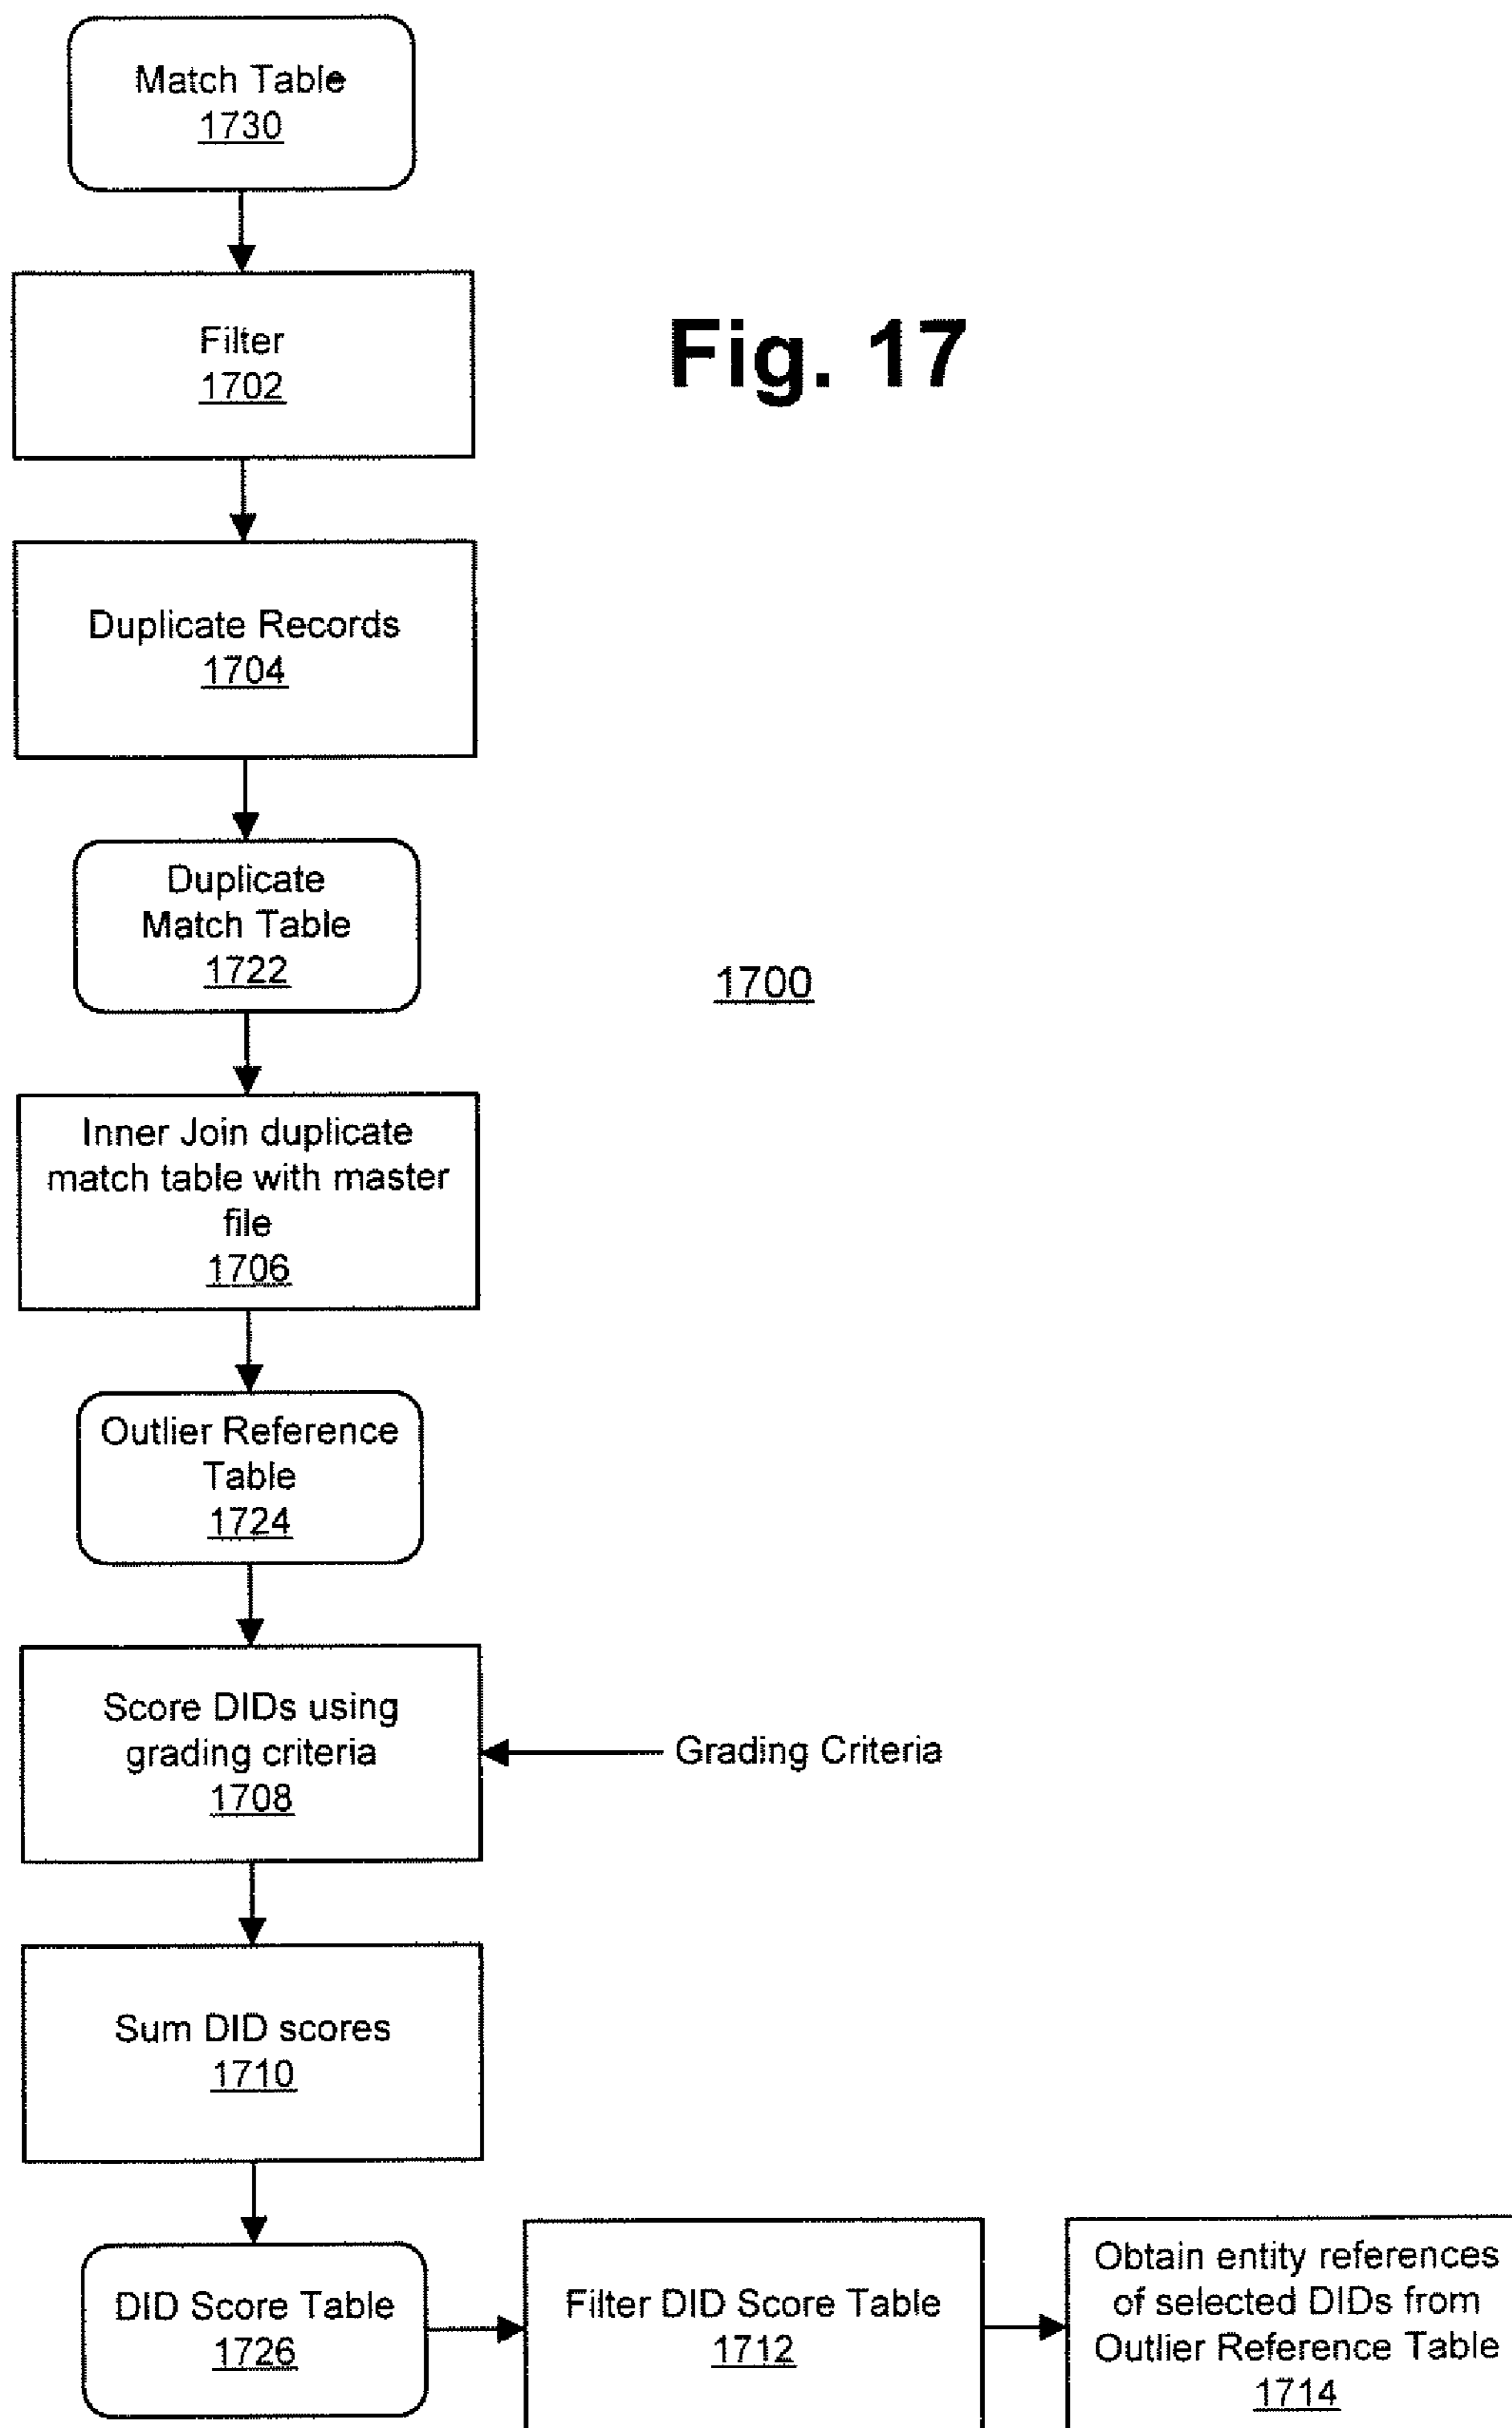 Match Table
1730
Filter
1702
Fig. 17
Duplicate Records
1704
Duplicate
Match Table
1722
1700
Inner Join duplicate
match table with master
file
1706
Outlier Reference
Table
1724
Score DIDs using
grading criteria
1708
Grading Criteria
Sum DID scores
1710
DID Score Table
1726
Filter DID Score Table
1712
Obtain entity references
of selected DIDs from
Outlier Reference Table
1714